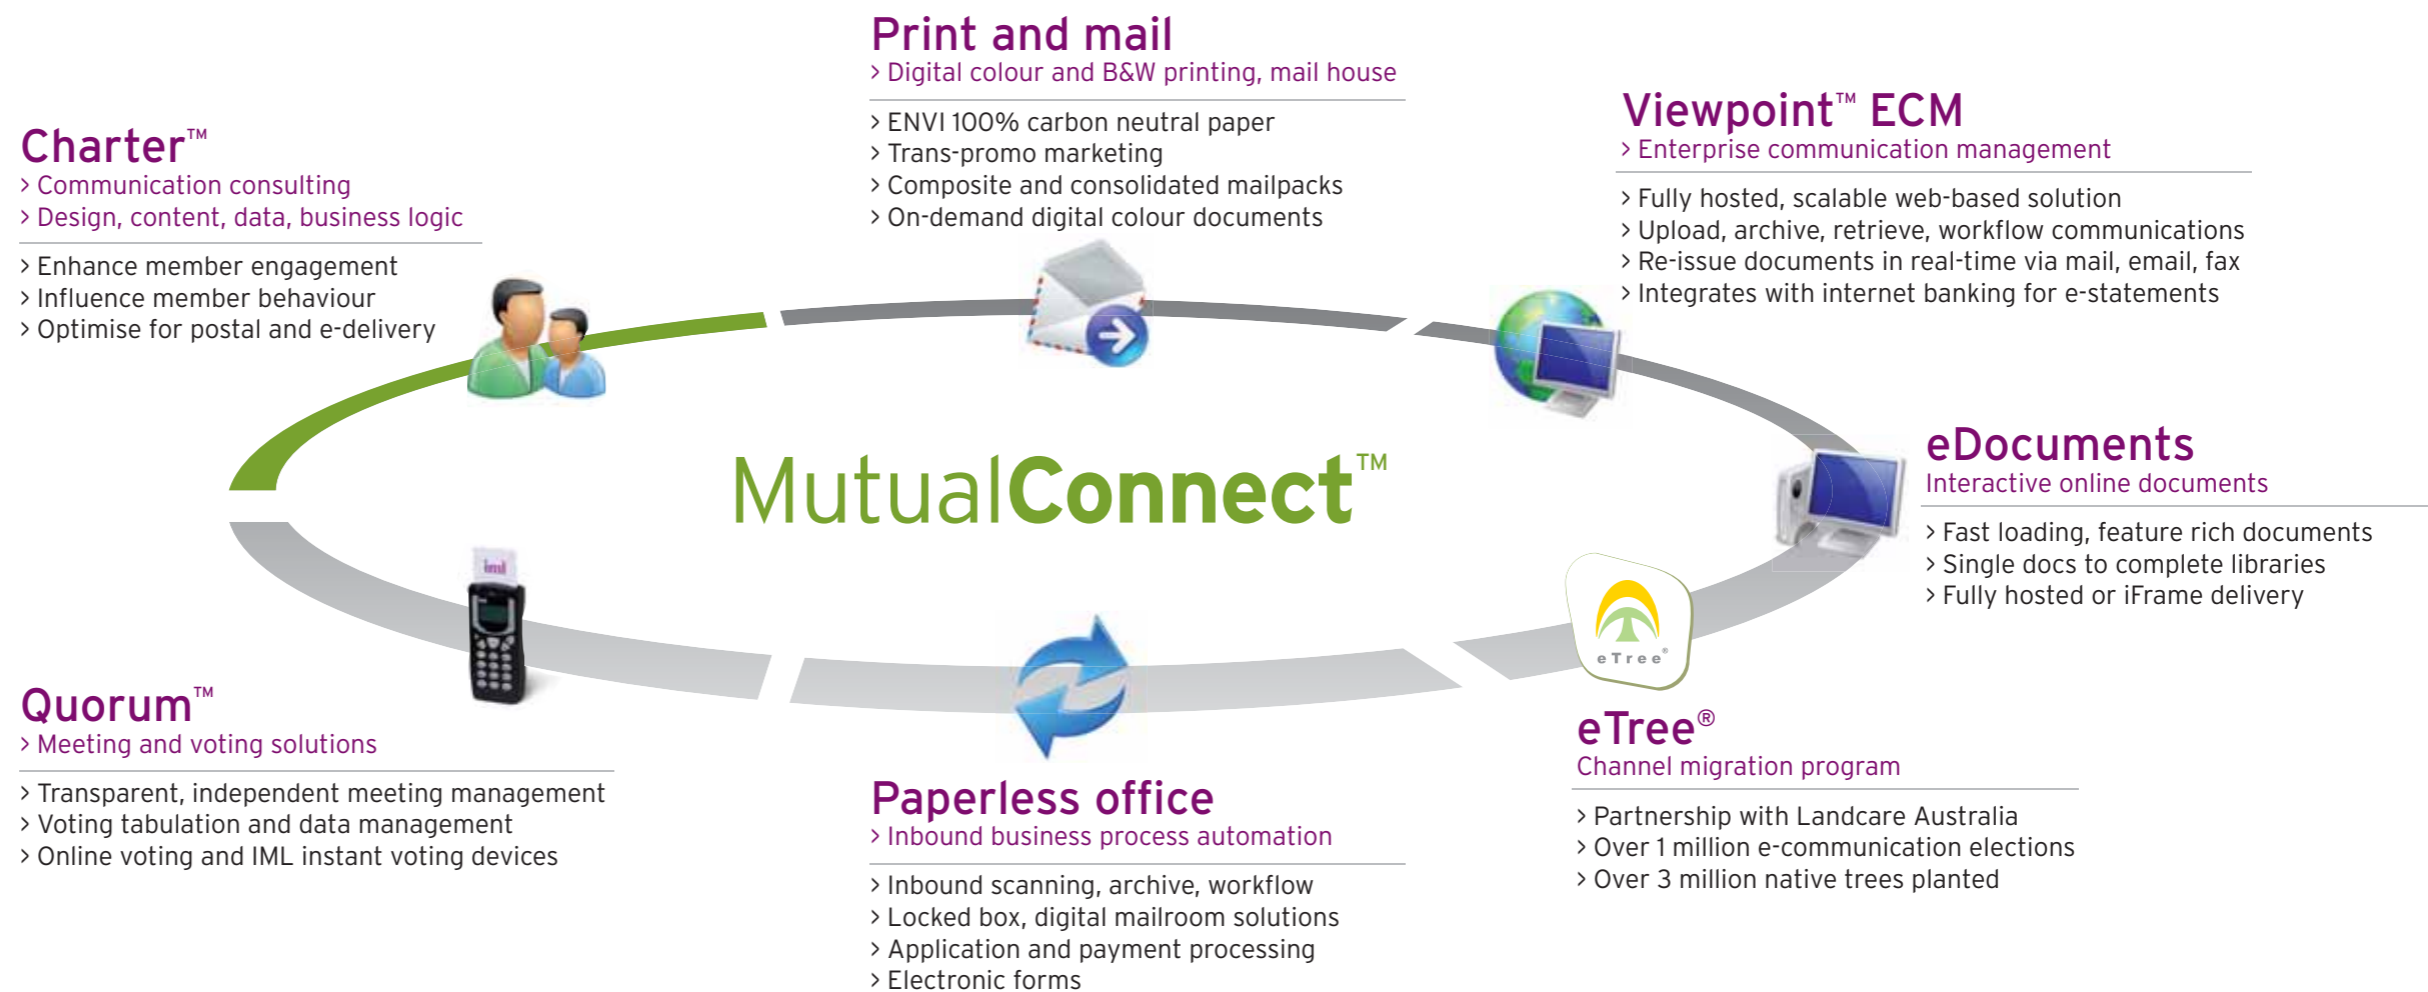 Print and mail
> Digital colour and B&W printing, mail house
> ENVI 100% carbon neutral paper
> Trans-promo marketing
> Composite and consolidated mailpacks
> On-demand digital colour documents
Viewpoint™ ECM
> Enterprise communication management
> Fully hosted, scalable web-based solution
> Upload, archive, retrieve, workflow communications
> Re-issue documents in real-time via mail, email, fax
> Integrates with internet banking for e-statements
Charter™
> Communication consulting
> Design, content, data, business logic
> Enhance member engagement
> Influence member behaviour
> Optimise for postal and e-delivery
MutualConnect™
eDocuments
Interactive online documents
> Fast loading, feature rich documents
> Single docs to complete libraries
> Fully hosted or iFrame delivery
iml
eTree®
Quorum™
> Meeting and voting solutions
> Transparent, independent meeting management
> Voting tabulation and data management
> Online voting and IML instant voting devices
Paperless office
> Inbound business process automation
> Inbound scanning, archive, workflow
> Locked box, digital mailroom solutions
> Application and payment processing
> Electronic forms
eTree®
Channel migration program
> Partnership with Landcare Australia
> Over 1 million e-communication elections
> Over 3 million native trees planted